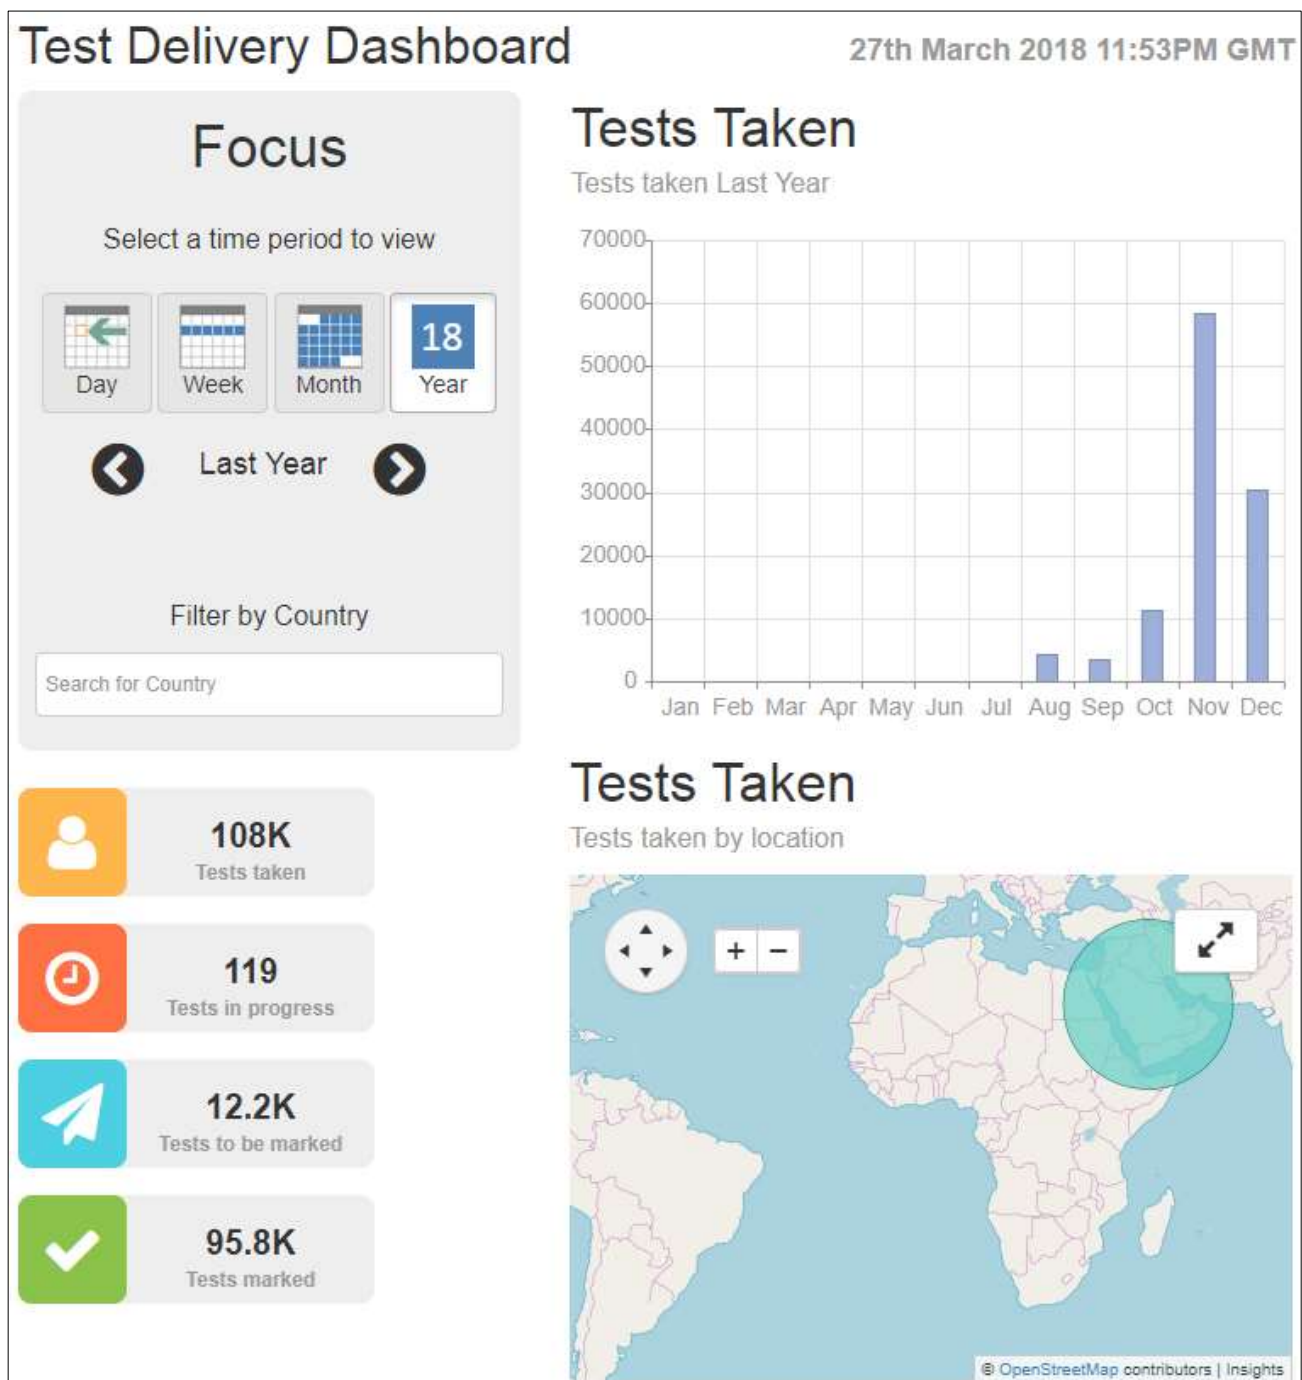 Test Delivery Dashboard
27th March 2018 11:53PM GMT
Focus
Select a time period to view
Day
Week
Month
18
Year
Last Year
Filter by Country
Search for Country
108K
Tests taken
119
Tests in progress
12.2K
Tests to be marked
95.8K
Tests marked
Tests Taken
Tests taken Last Year
70000
60000
50000
40000
30000
20000
10000
0
Jan Feb Mar Apr May Jun Jul Aug Sep Oct Nov Dec
Tests Taken
Tests taken by location
+ −
© OpenStreetMap contributors | Insights